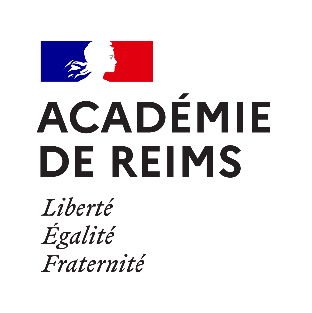 ACADÉMIE
DE REIMS
Liberté
Égalité
Fraternité